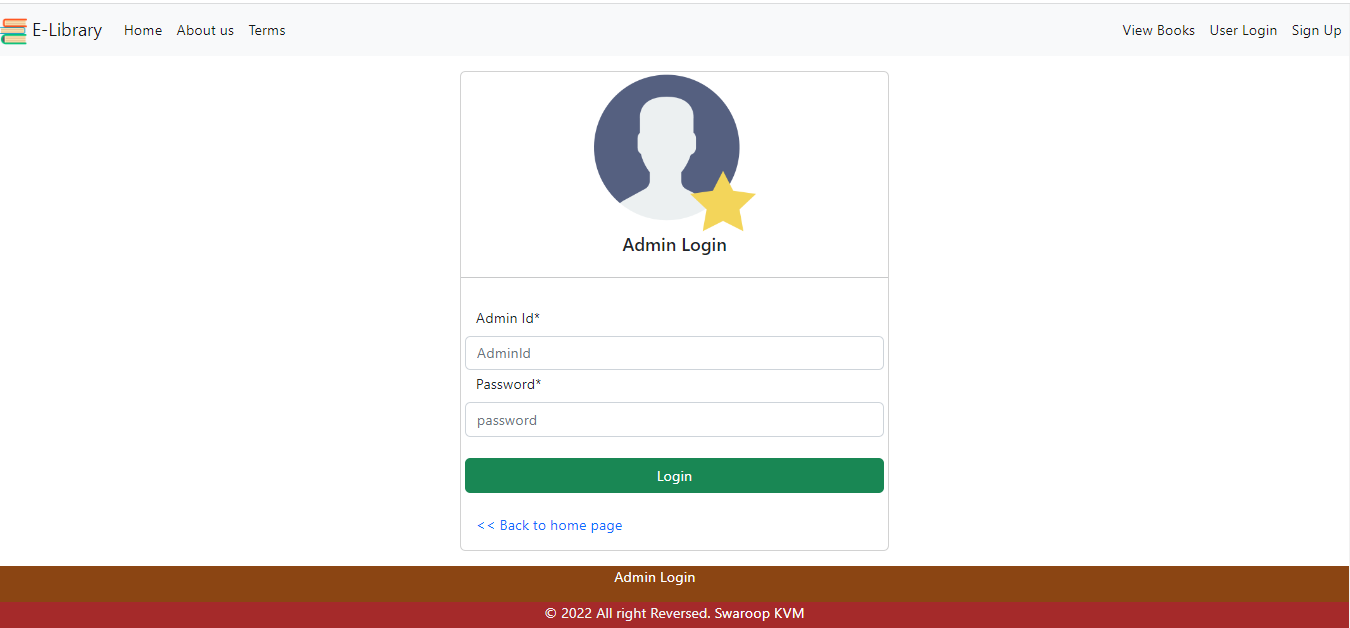 E-Library Home About us Terms View Books User Login Sign Up
Admin Login
Admin Id*
AdminId
Password*
password
Login
<< Back to home page
Admin Login
© 2022 All right Reversed. Swaroop KVM